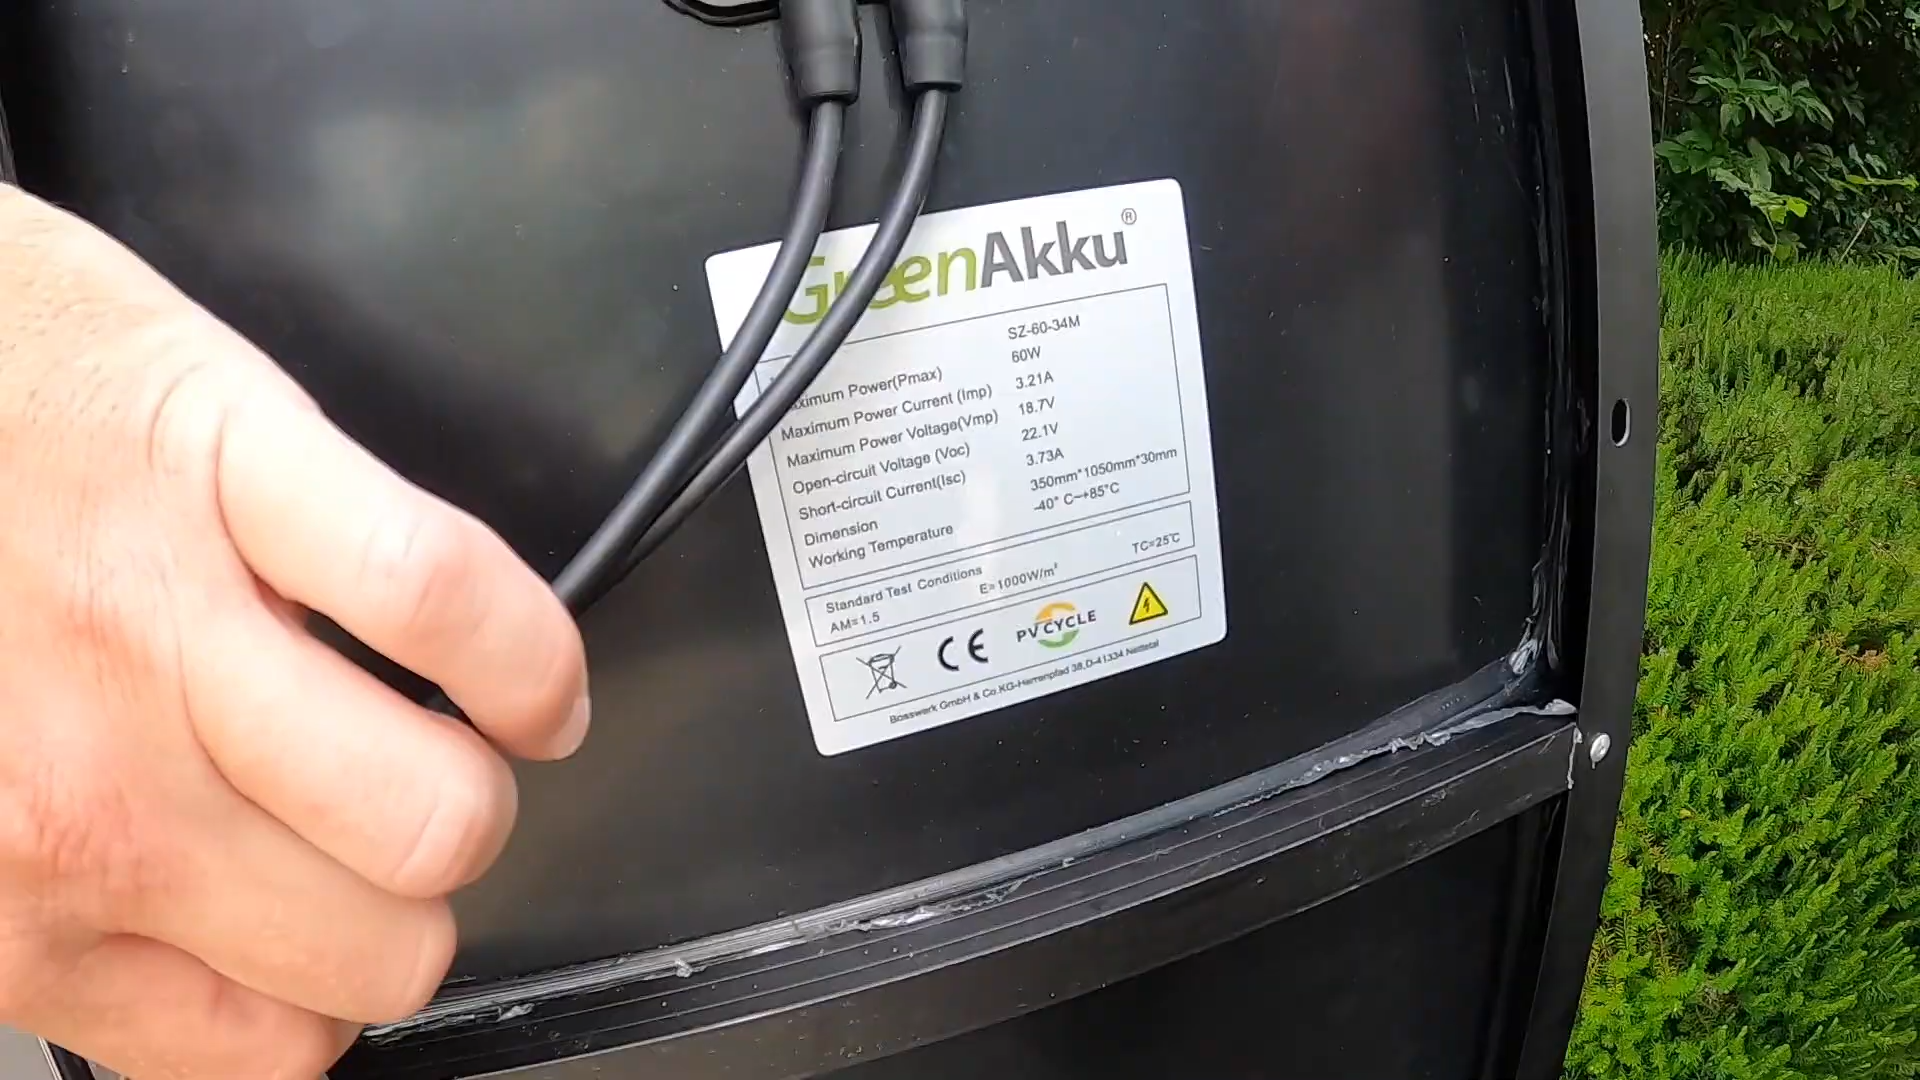 GreenAkku®
SZ-60-34M
Maximum Power(Pmax) 60W
Maximum Power Current (Imp) 3.21A
Maximum Power Voltage(Vmp) 18.7V
Open-circuit Voltage (Voc) 22.1V
Short-circuit Current(Isc) 3.73A
Dimension 350mm*1050mm*30mm
Working Temperature -40° C~+85°C
Standard Test Conditions
AM=1.5 E=1000W/m² TC=25℃
CE PV CYCLE
Bosswerk GmbH & Co.KG-Herrenpfad 38,D-41334 Nettetal